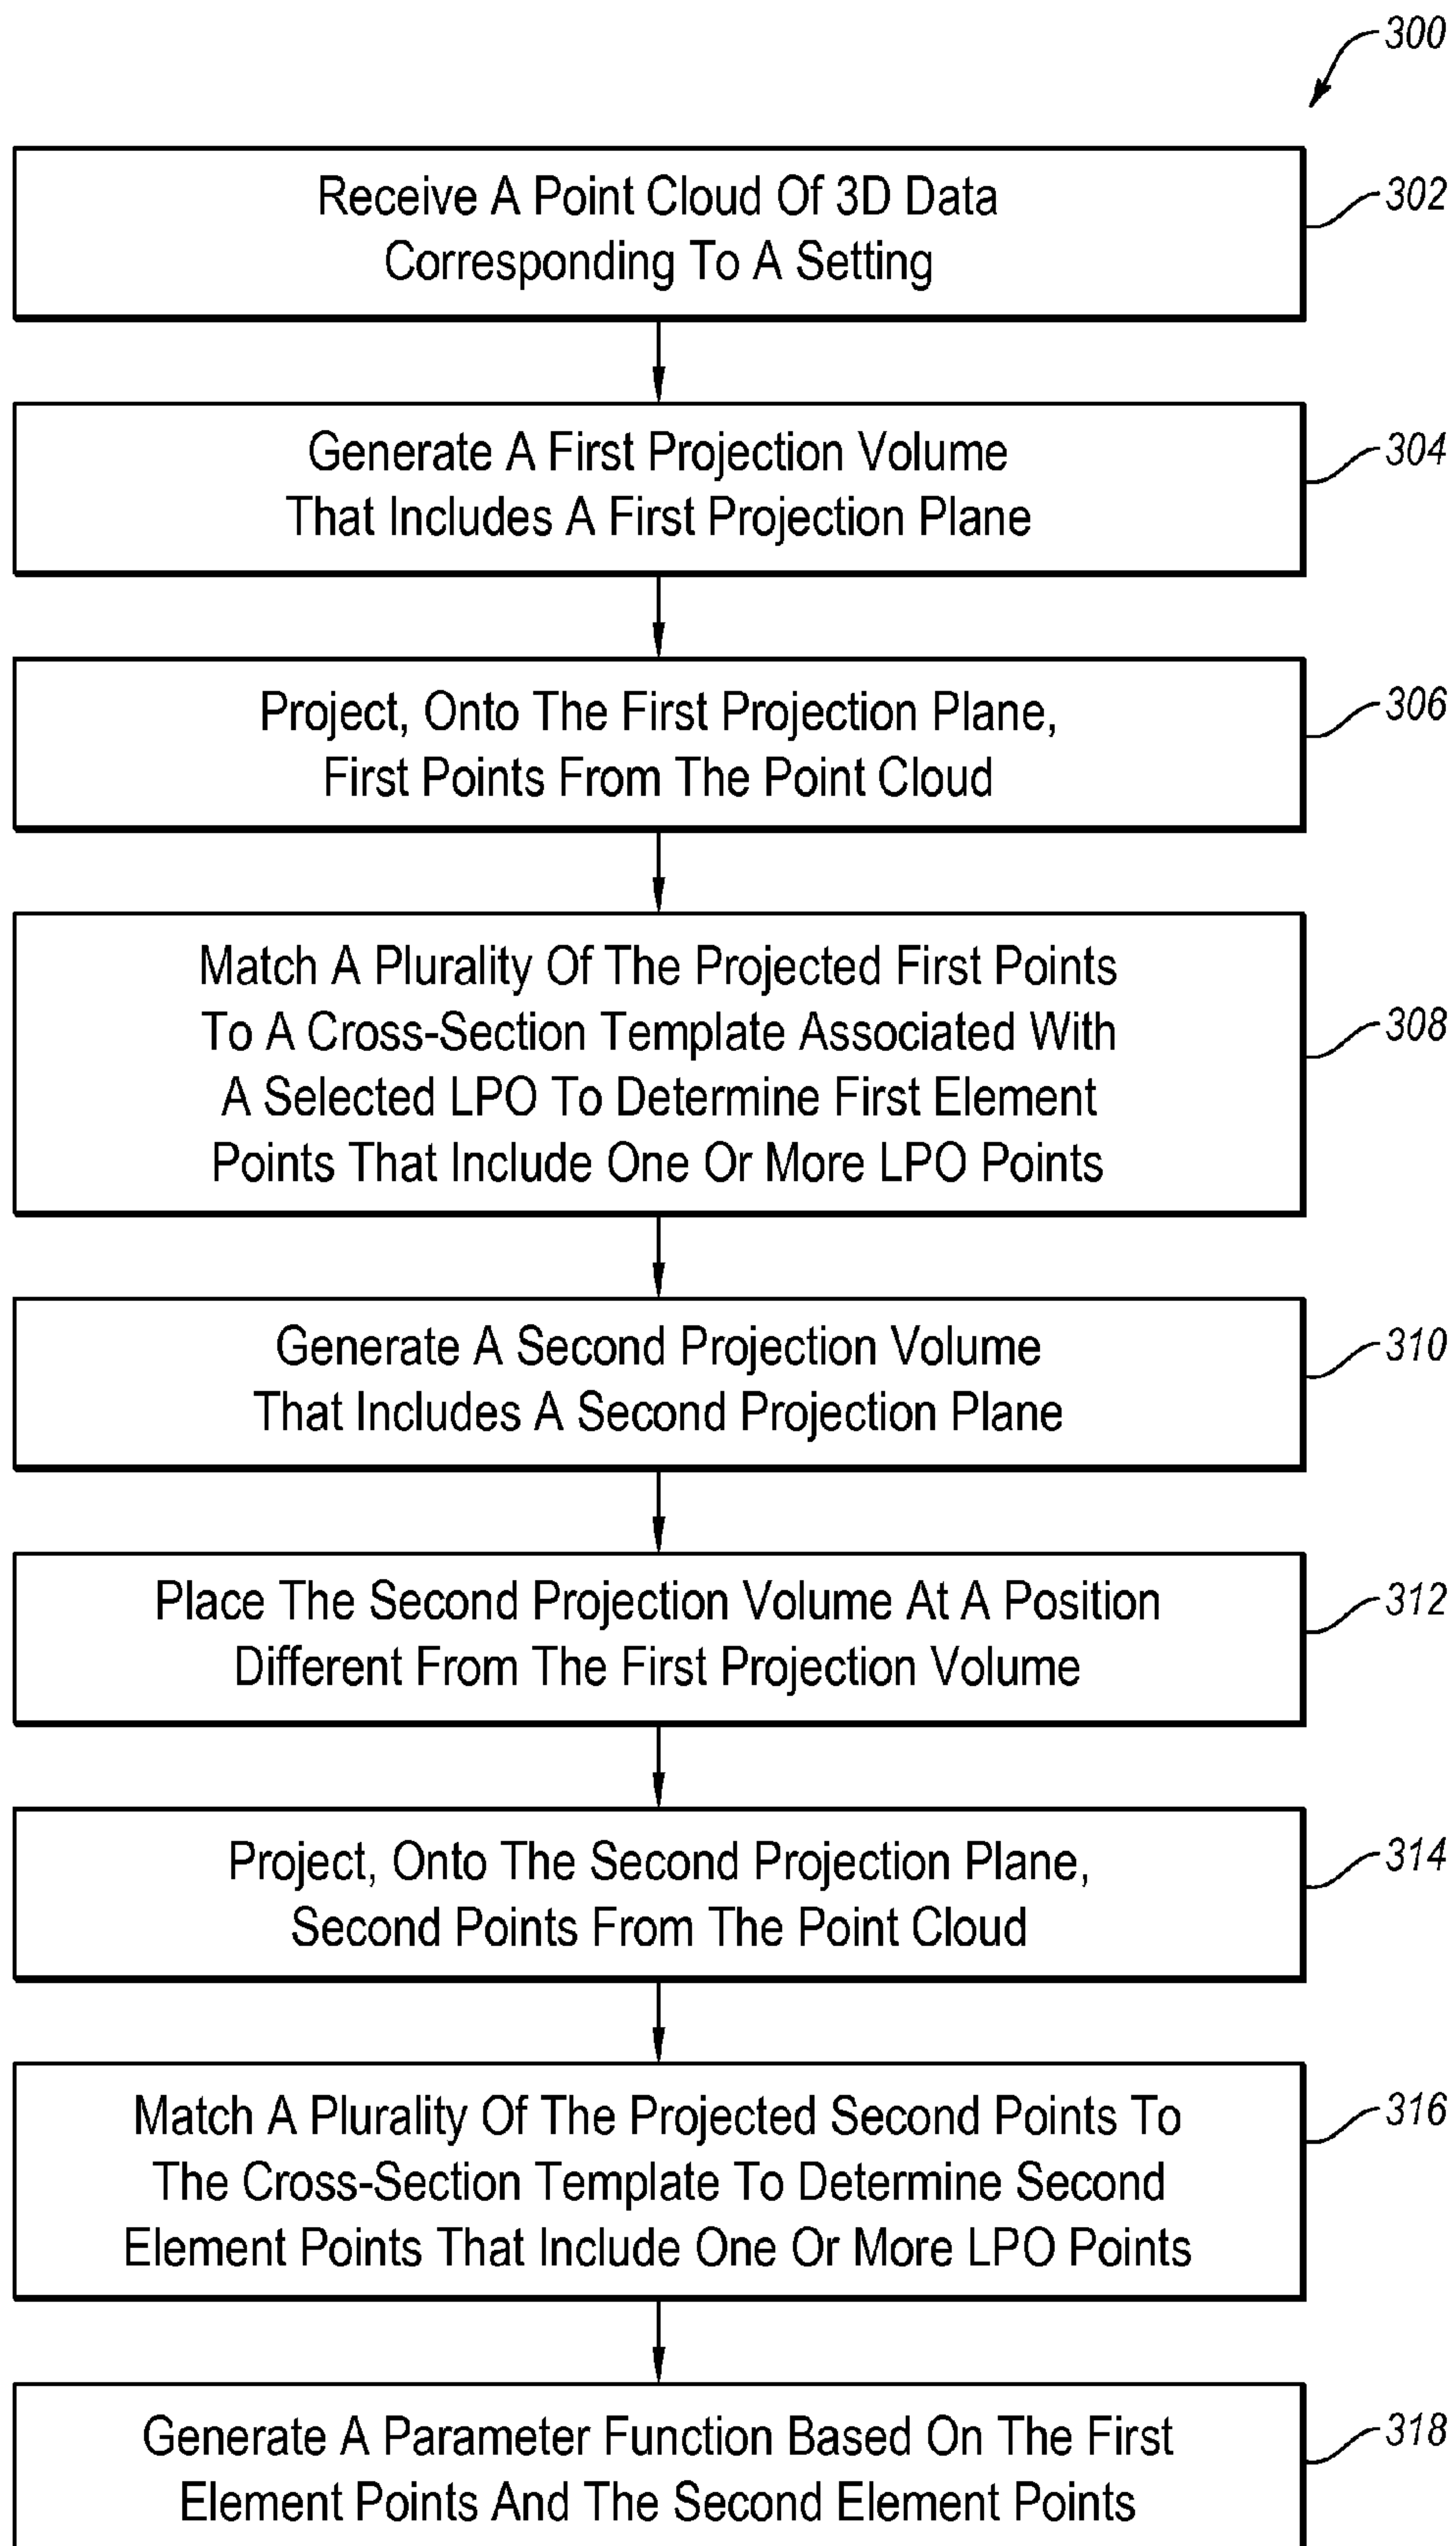 300
Receive A Point Cloud Of 3D Data
Corresponding To A Setting
302
Generate A First Projection Volume
That Includes A First Projection Plane
304
Project, Onto The First Projection Plane,
First Points From The Point Cloud
306
Match A Plurality Of The Projected First Points
To A Cross-Section Template Associated With
A Selected LPO To Determine First Element
Points That Include One Or More LPO Points
308
Generate A Second Projection Volume
That Includes A Second Projection Plane
310
Place The Second Projection Volume At A Position
Different From The First Projection Volume
312
Project, Onto The Second Projection Plane,
Second Points From The Point Cloud
314
Match A Plurality Of The Projected Second Points To
The Cross-Section Template To Determine Second
Element Points That Include One Or More LPO Points
316
Generate A Parameter Function Based On The First
Element Points And The Second Element Points
318